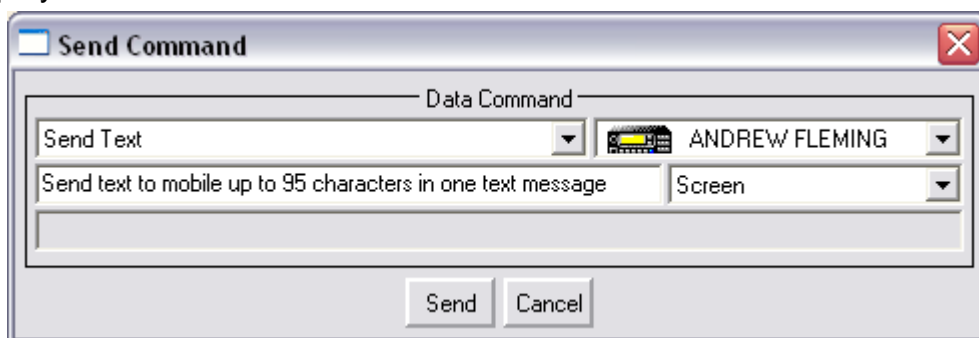 Send Command
Data Command
Send Text ANDREW FLEMING
Send text to mobile up to 95 characters in one text message Screen
Send Cancel